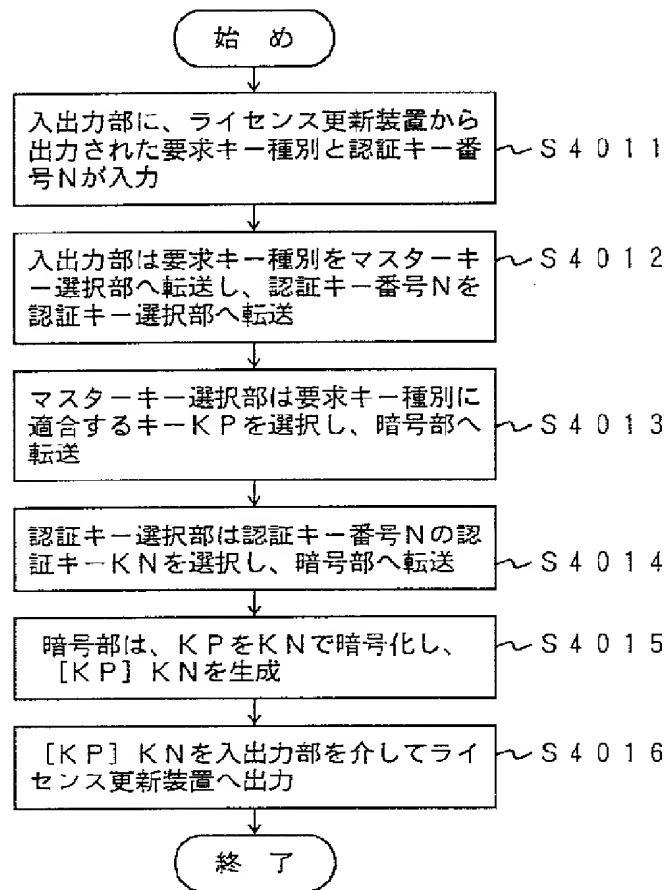 始 め
入出力部に、ライセンス更新装置から
出力された要求キー種別と認証キー番
号Nが入力
S4011
入出力部は要求キー種別をマスターキ
ー選択部へ転送し、認証キー番号Nを
認証キー選択部へ転送
S4012
マスターキー選択部は要求キー種別に
適合するキーKPを選択し、暗号部へ
転送
S4013
認証キー選択部は認証キー番号Nの認
証キーKNを選択し、暗号部へ転送
S4014
暗号部は、KPをKNで暗号化し、
[KP] KNを生成
S4015
[KP] KNを入出力部を介してライ
センス更新装置へ出力
S4016
終 了